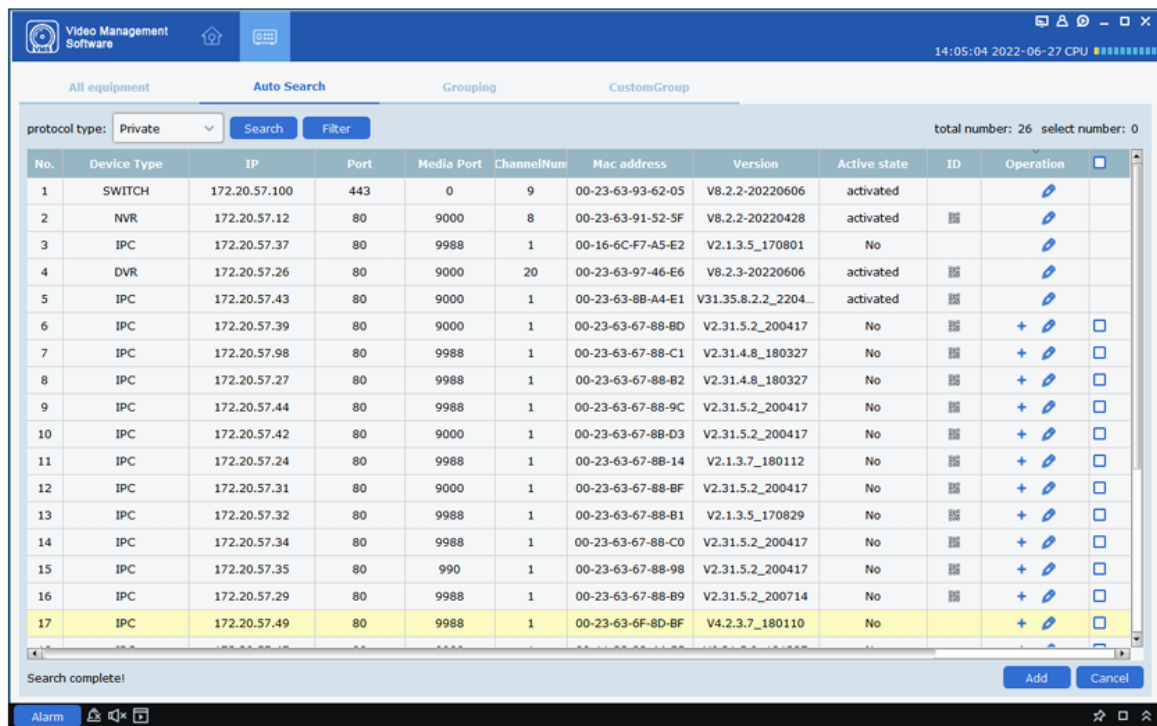 Video Management
Software
14:05:04 2022-06-27 CPU
All equipment Auto Search Grouping CustomGroup
protocol type: Private Search Filter total number: 26 select number: 0
No. Device Type IP Port Media Port ChannelNum Mac address Version Active state ID Operation
1 SWITCH 172.20.57.100 443 0 9 00-23-63-93-62-05 V8.2.2-20220606 activated
2 NVR 172.20.57.12 80 9000 8 00-23-63-91-52-5F V8.2.2-20220428 activated
3 IPC 172.20.57.37 80 9988 1 00-16-6C-F7-A5-E2 V2.1.3.5_170801 No
4 DVR 172.20.57.26 80 9000 20 00-23-63-97-46-E6 V8.2.3-20220606 activated
5 IPC 172.20.57.43 80 9000 1 00-23-63-8B-A4-E1 V31.35.8.2.2_2204... activated
6 IPC 172.20.57.39 80 9000 1 00-23-63-67-88-BD V2.31.5.2_200417 No +
7 IPC 172.20.57.98 80 9988 1 00-23-63-67-88-C1 V2.31.4.8_180327 No +
8 IPC 172.20.57.27 80 9988 1 00-23-63-67-88-B2 V2.31.4.8_180327 No +
9 IPC 172.20.57.44 80 9988 1 00-23-63-67-88-9C V2.31.5.2_200417 No +
10 IPC 172.20.57.42 80 9000 1 00-23-63-67-8B-D3 V2.31.5.2_200417 No +
11 IPC 172.20.57.24 80 9988 1 00-23-63-67-8B-14 V2.1.3.7_180112 No +
12 IPC 172.20.57.31 80 9000 1 00-23-63-67-88-BF V2.31.5.2_200417 No +
13 IPC 172.20.57.32 80 9988 1 00-23-63-67-88-B1 V2.1.3.5_170829 No +
14 IPC 172.20.57.34 80 9988 1 00-23-63-67-88-C0 V2.31.5.2_200417 No +
15 IPC 172.20.57.35 80 990 1 00-23-63-67-88-98 V2.31.5.2_200417 No +
16 IPC 172.20.57.29 80 9988 1 00-23-63-67-88-B9 V2.31.5.2_200714 No +
17 IPC 172.20.57.49 80 9988 1 00-23-63-6F-8D-BF V4.2.3.7_180110 No +
Search complete! Add Cancel
Alarm